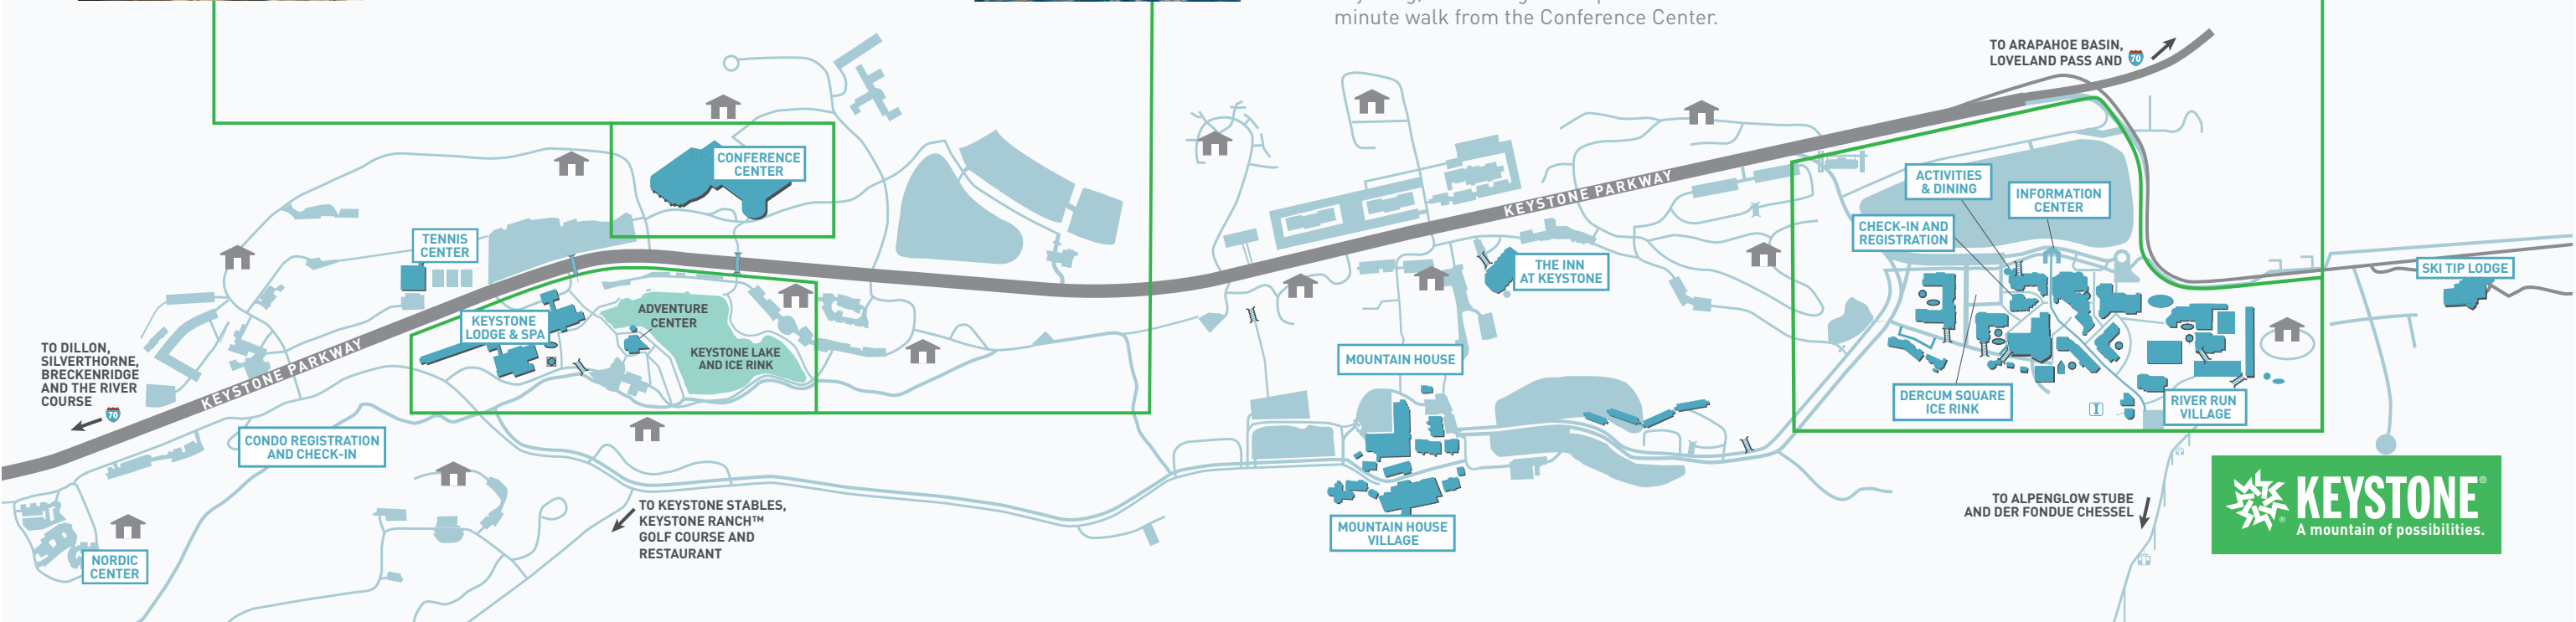 minute walk from the Conference Center.
TO ARAPAHOE BASIN,
LOVELAND PASS AND 70
CONFERENCE
CENTER
ACTIVITIES
& DINING
INFORMATION
CENTER
CHECK-IN AND
REGISTRATION
TENNIS
CENTER
KEYSTONE PARKWAY
THE INN
AT KEYSTONE
SKI TIP LODGE
ADVENTURE
CENTER
KEYSTONE
LODGE & SPA
KEYSTONE LAKE
AND ICE RINK
MOUNTAIN HOUSE
TO DILLON,
SILVERTHORNE,
BRECKENRIDGE
AND THE RIVER
COURSE
70
KEYSTONE PARKWAY
DERCUM SQUARE
ICE RINK
RIVER RUN
VILLAGE
CONDO REGISTRATION
AND CHECK-IN
TO KEYSTONE STABLES,
KEYSTONE RANCH™
GOLF COURSE AND
RESTAURANT
MOUNTAIN HOUSE
VILLAGE
TO ALPENGLOW STUBE
AND DER FONDUE CHESSEL
NORDIC
CENTER
KEYSTONE®
A mountain of possibilities.